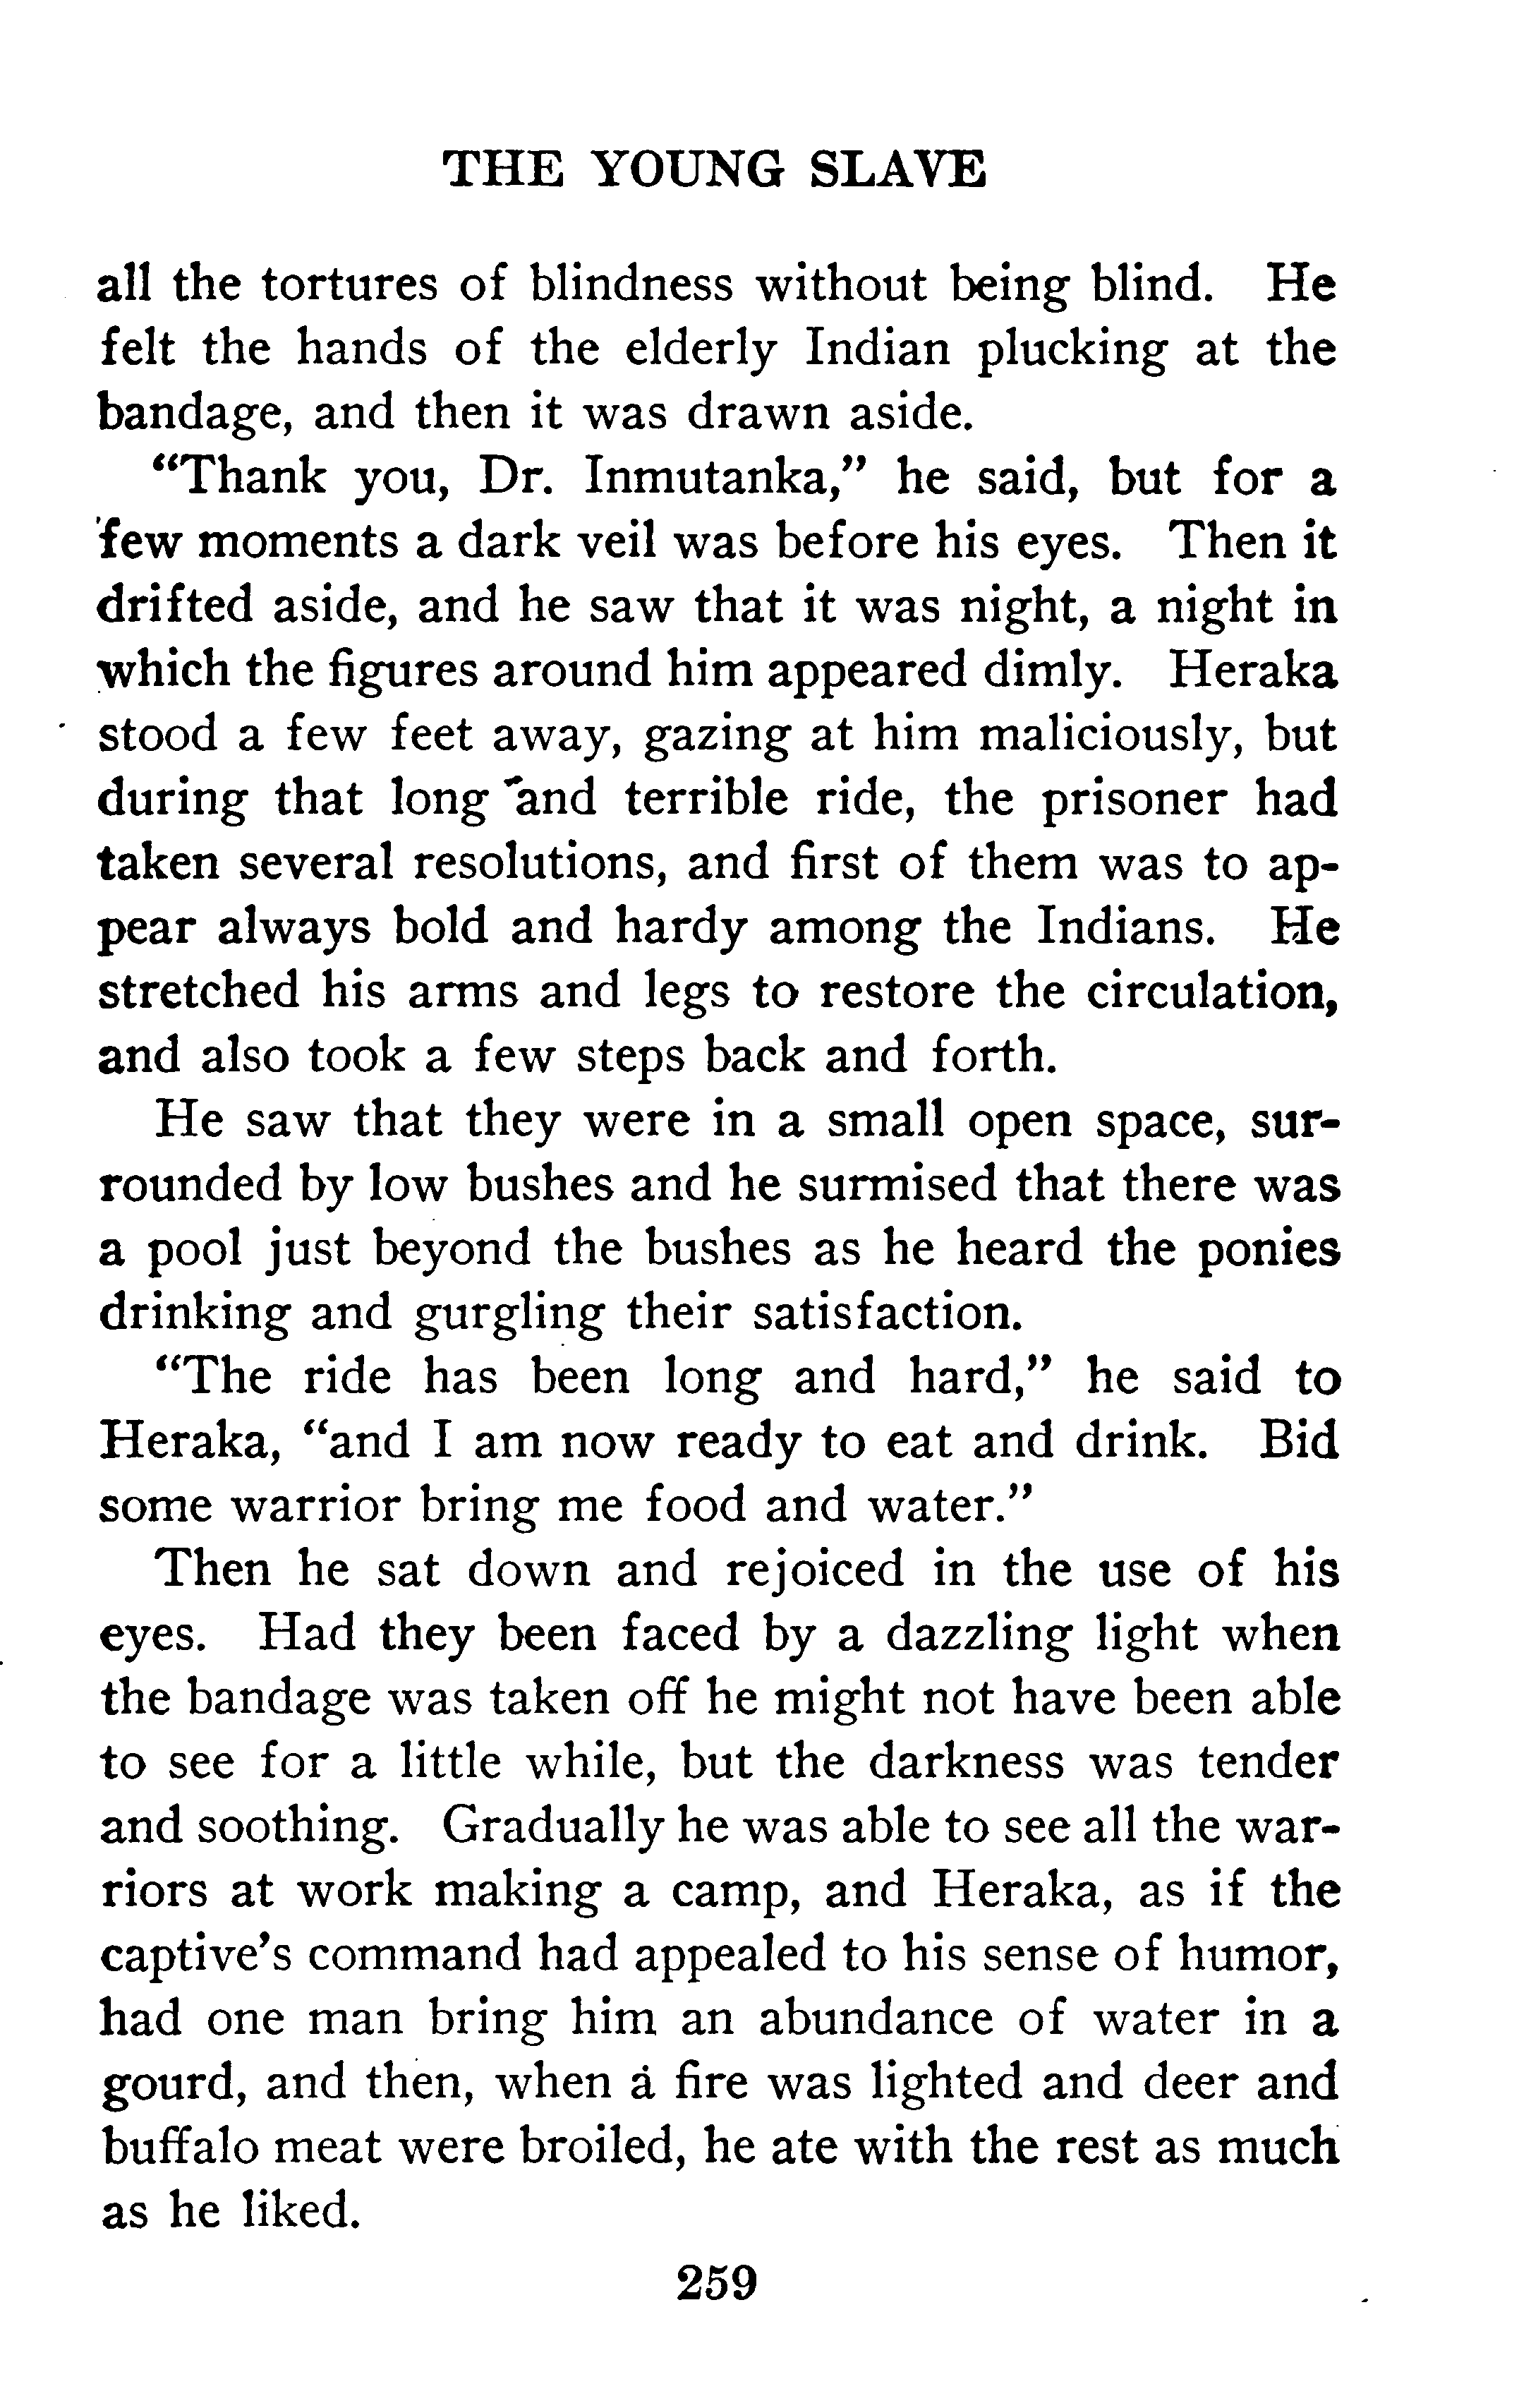 THE YOUNG SLAVE
all the tortures of blindness without being blind. He
felt the hands of the elderly Indian plucking at the
bandage, and then it was drawn aside.
“Thank you, Dr. Inmutanka,” he said, but for a
few moments a dark veil was before his eyes. Then it
drifted aside, and he saw that it was night, a night in
which the figures around him appeared dimly. Heraka
stood a few feet away, gazing at him maliciously, but
during that long and terrible ride, the prisoner had
taken several resolutions, and first of them was to ap-
pear always bold and hardy among the Indians. He
stretched his arms and legs to restore the circulation,
and also took a few steps back and forth.
He saw that they were in a small open space, sur-
rounded by low bushes and he surmised that there was
a pool just beyond the bushes as he heard the ponies
drinking and gurgling their satisfaction.
“The ride has been long and hard,” he said to
Heraka, “and I am now ready to eat and drink. Bid
some warrior bring me food and water.”
Then he sat down and rejoiced in the use of his
eyes. Had they been faced by a dazzling light when
the bandage was taken off he might not have been able
to see for a little while, but the darkness was tender
and soothing. Gradually he was able to see all the war-
riors at work making a camp, and Heraka, as if the
captive’s command had appealed to his sense of humor,
had one man bring him an abundance of water in a
gourd, and then, when a fire was lighted and deer and
buffalo meat were broiled, he ate with the rest as much
as he liked.
259